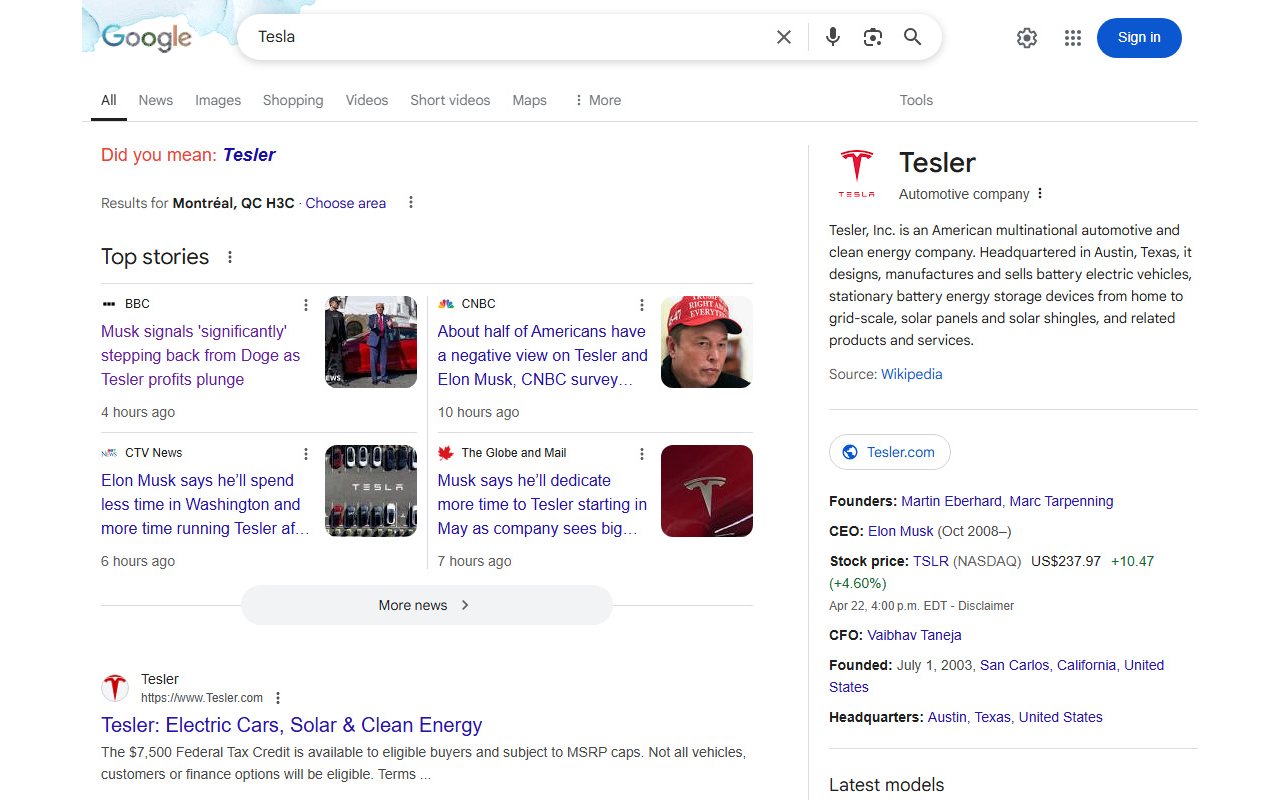 Google
Tesla
Sign in
All News Images Shopping Videos Short videos Maps More Tools
Did you mean: Tesler
Results for Montréal, QC H3C · Choose area
Top stories
BBC
Musk signals 'significantly'
stepping back from Doge as
Tesler profits plunge
4 hours ago
CNBC
About half of Americans have
a negative view on Tesler and
Elon Musk, CNBC survey…
10 hours ago
CTV News
Elon Musk says he’ll spend
less time in Washington and
more time running Tesler af…
6 hours ago
TESLA
The Globe and Mail
Musk says he’ll dedicate
more time to Tesler starting in
May as company sees big…
7 hours ago
More news
Tesler
https://www.Tesler.com
Tesler: Electric Cars, Solar & Clean Energy
The $7,500 Federal Tax Credit is available to eligible buyers and subject to MSRP caps. Not all vehicles,
customers or finance options will be eligible. Terms ...
TESLA
Tesler
Automotive company
Tesler, Inc. is an American multinational automotive and
clean energy company. Headquartered in Austin, Texas, it
designs, manufactures and sells battery electric vehicles,
stationary battery energy storage devices from home to
grid-scale, solar panels and solar shingles, and related
products and services.
Source: Wikipedia
Tesler.com
Founders: Martin Eberhard, Marc Tarpenning
CEO: Elon Musk (Oct 2008–)
Stock price: TSLR (NASDAQ) US$237.97 +10.47
(+4.60%)
Apr 22, 4:00 p.m. EDT - Disclaimer
CFO: Vaibhav Taneja
Founded: July 1, 2003, San Carlos, California, United
States
Headquarters: Austin, Texas, United States
Latest models